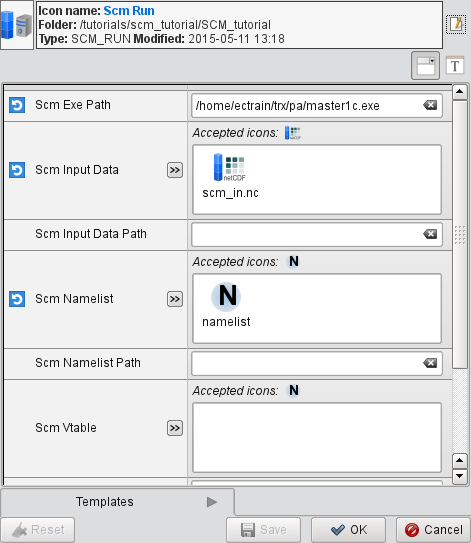 Icon name: Scm Run
Folder: /tutorials/scm_tutorial/SCM_tutorial
Type: SCM_RUN Modified: 2015-05-11 13:18
T
Scm Exe Path
/home/ectrain/trx/pa/master1c.exe
Accepted icons:
Scm Input Data
>>
netCDF
scm_in.nc
Scm Input Data Path
Accepted icons: N
Scm Namelist
>>
N
namelist
Scm Namelist Path
Accepted icons: N
Scm Vtable
>>
Templates
Reset
Save
OK
Cancel